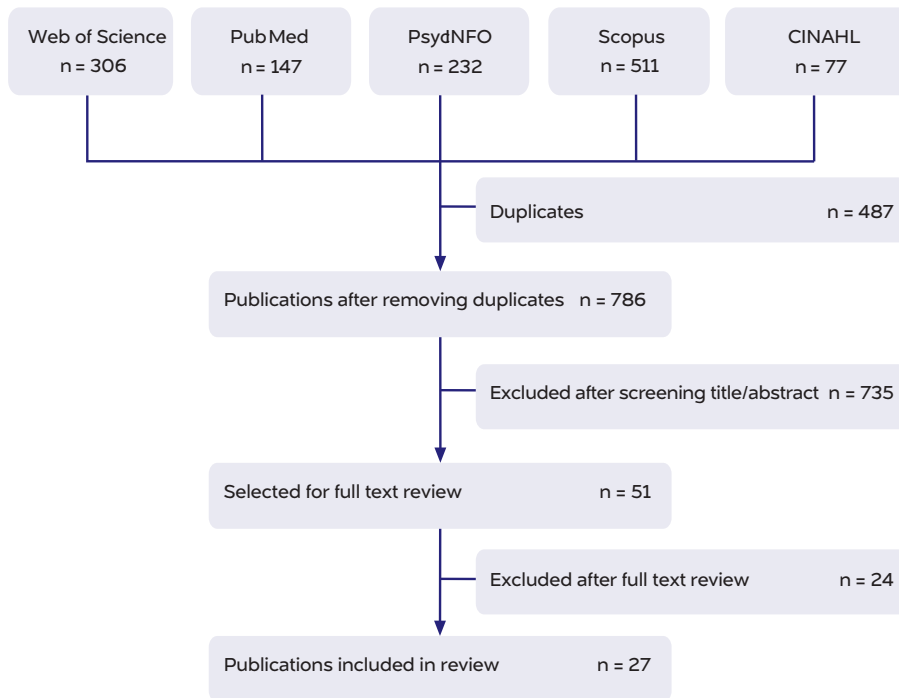 Web of Science
n = 306
PubMed
n = 147
PsycINFO
n = 232
Scopus
n = 511
CINAHL
n = 77
Duplicates n = 487
Publications after removing duplicates n = 786
Excluded after screening title/abstract n = 735
Selected for full text review n = 51
Excluded after full text review n = 24
Publications included in review n = 27